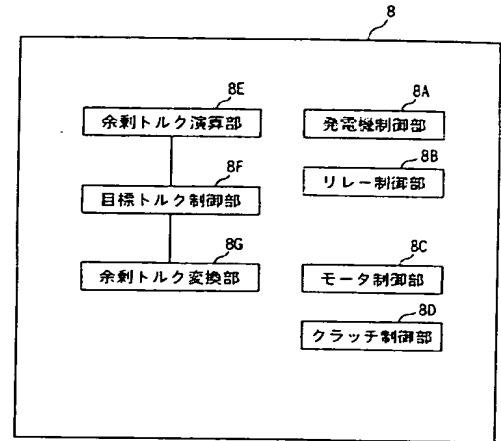 8
8E
余剰トルク演算部
8A
発電機制御部
8F
目標トルク制御部
8B
リレー制御部
8G
余剰トルク変換部
8C
モータ制御部
8D
クラッチ制御部